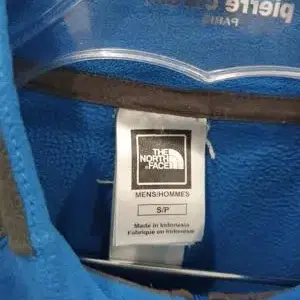 pierre
PARIS
THE
NORTH
FACE
MENS/HOMMES
S/P
Made in Indonesia
Fabriqué en Indonésie